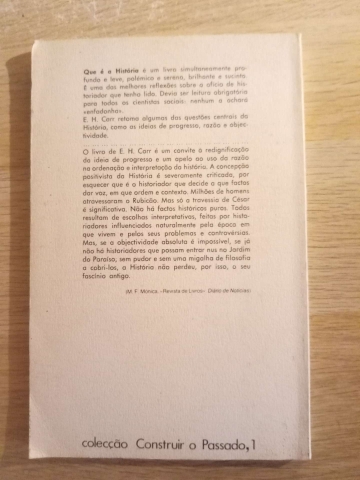 Que é a História é um livro simultaneamente pro-
fundo e leve, polémico e sereno, brilhante e sucinto.
É uma das melhores reflexões sobre o ofício de his-
toriador que tenho lido. Devia ser leitura obrigatória
para todos os cientistas sociais: nenhum o achará
«enfadonho».
E. H. Carr retoma algumas das questões centrais da
História, como as ideias de progresso, razão e objec-
tividade.
O livro de E. H. Carr é um convite à redignificação
da ideia de progresso e um apelo ao uso da razão
na ordenação e interpretação da história. A concepção
positivista da História é severamente criticada, por
esquecer que é o historiador que decide a que factos
dar voz, em que ordem e contexto. Milhões de homens
atravessaram o Rubicão. Mas só a travessia de César
é significativa. Não há factos históricos puros. Todos
resultam de escolhas interpretativas, feitas por his-
toriadores influenciados naturalmente pela época em
que vivem e pelos seus problemas e controvérsias.
Mas, se a objectividade absoluta é impossível, se já
não há historiadores que possam entrar nus no Jardim
do Paraíso, sem pudor e sem uma migalha de filosofia
a cobri-los, a História não perdeu, por isso, o seu
fascínio antigo.
(M. F. Mónica, «Revista de Livros», Diário de Notícias)
colecção Construir o Passado, 1